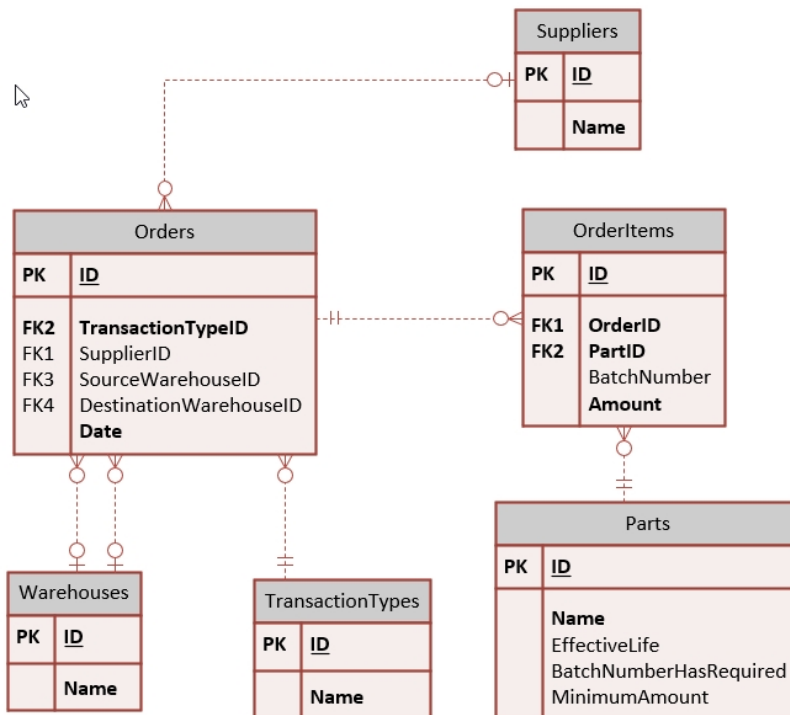 Suppliers
PK ID
Name
Orders
PK ID
FK2 TransactionTypeID
FK1 SupplierID
FK3 SourceWarehouseID
FK4 DestinationWarehouseID
Date
OrderItems
PK ID
FK1 OrderID
FK2 PartID
BatchNumber
Amount
Warehouses
PK ID
Name
TransactionTypes
PK ID
Name
Parts
PK ID
Name
EffectiveLife
BatchNumberHasRequired
MinimumAmount